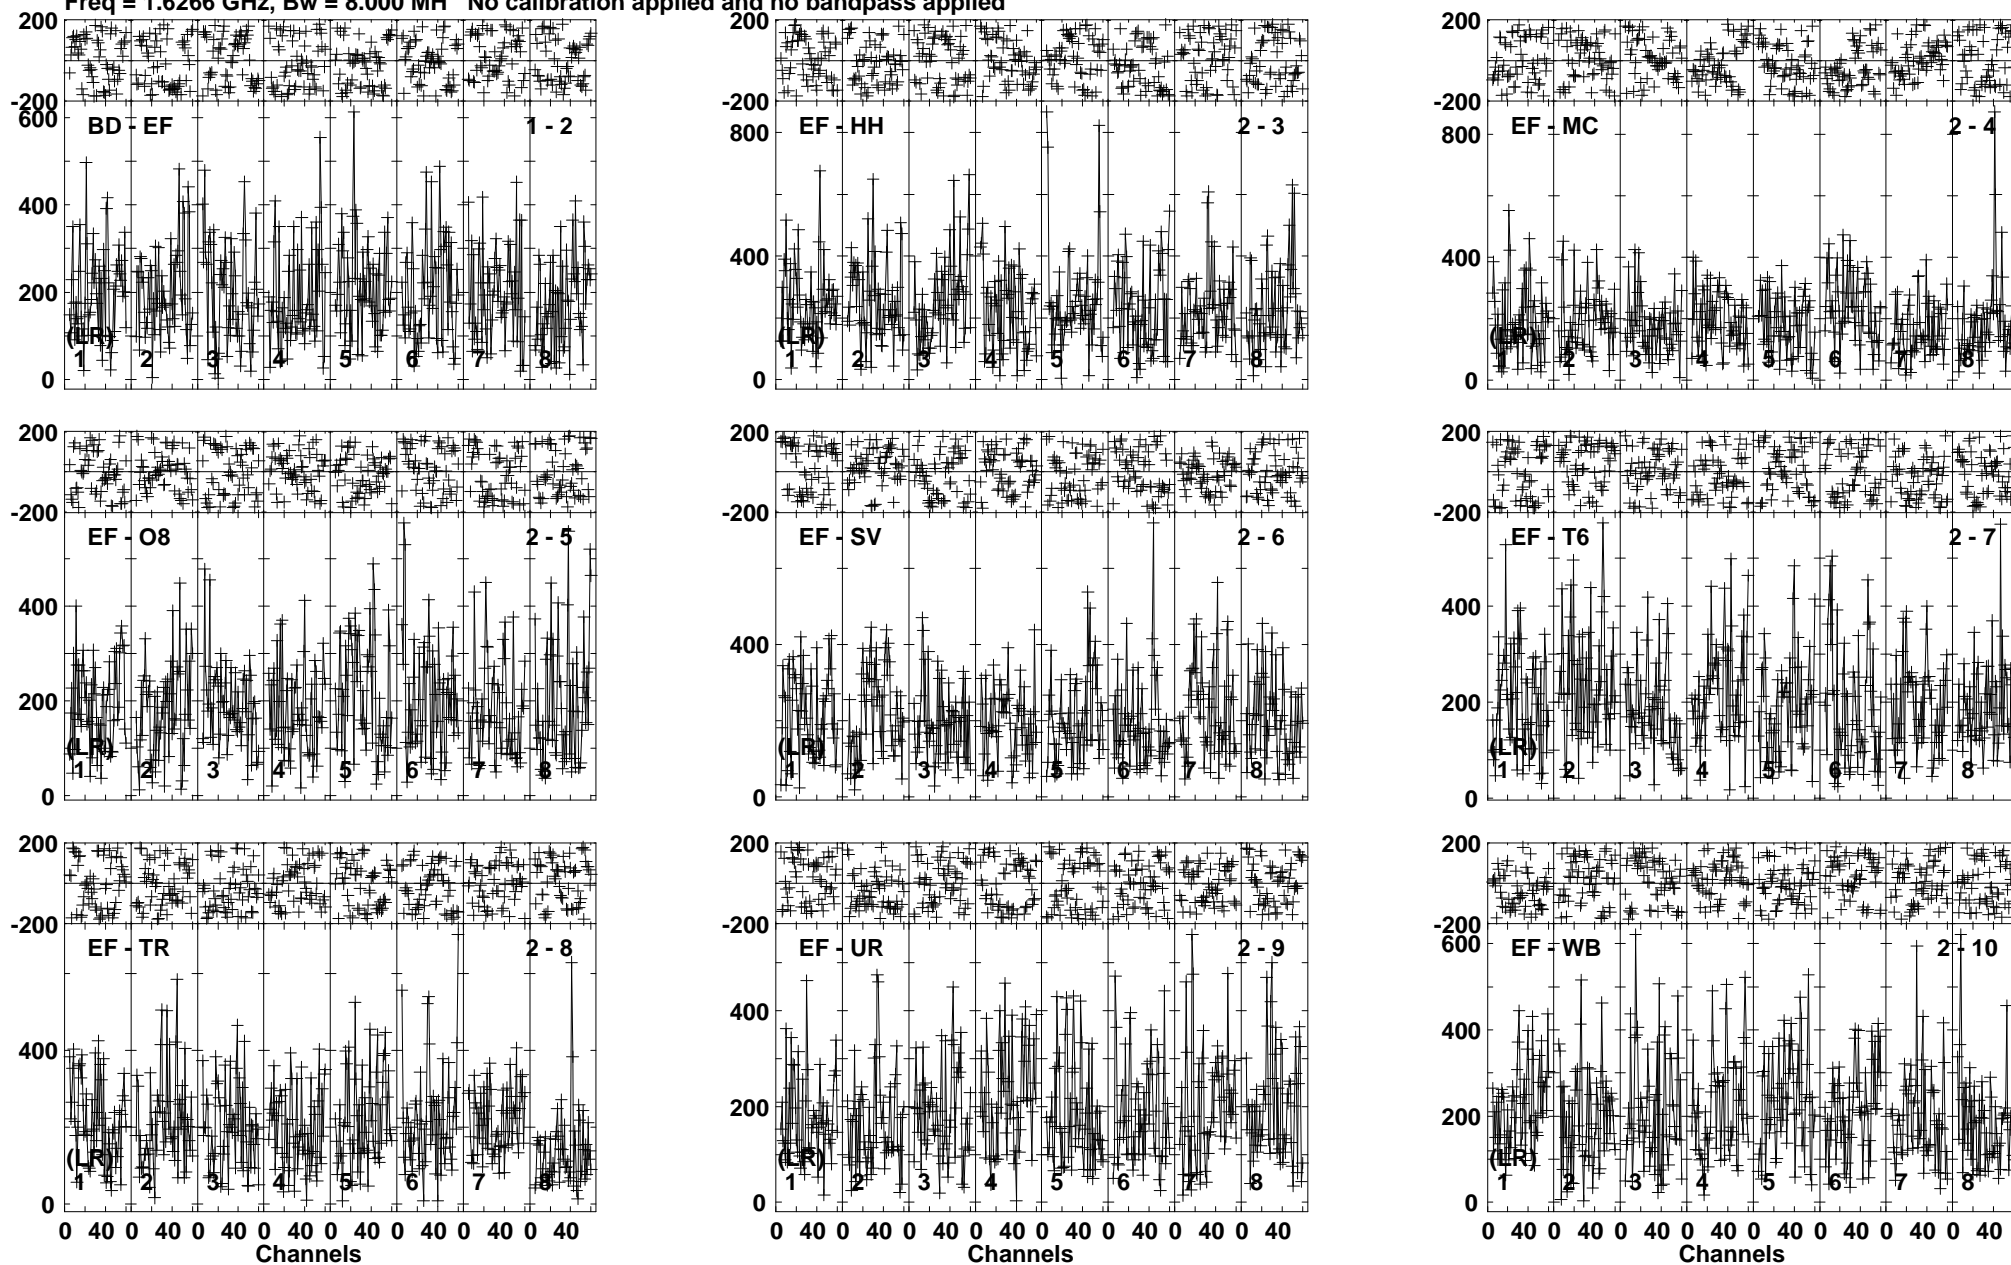 Freq = 1.6266 GHz, Bw = 8.000 MH No calibration applied and no bandpass applied
200 200 200
-200 -200 -200
600 BD - EF 1 - 2
800 EF - HH 2 - 3
800 EF - MC 2 - 4
400 400 400
200
(LR) (LR) (LR)
1 2 3 4 5 6 7 8
1 2 3 4 5 6 7 8
1 2 3 4 5 6 7 8
0 0 0
200 200 200
-200 -200 -200
EF - O8 2 - 5
EF - SV 2 - 6
EF - T6 2 - 7
400 400 400
200 200
(LR) (LR) (LR)
1 2 3 4 5 6 7 8
1 2 3 4 5 6 7 8
1 2 3 4 5 6 7 8
0 0 0
200 200 200
-200 -200 -200
EF - TR 2 - 8
EF - UR 2 - 9
600 EF - WB 2 - 10
400 400 400
200 200
(LR) (LR) (LR)
1 2 3 4 5 6 7 8
1 2 3 4 5 6 7 8
1 2 3 4 5 6 7 8
0 0 0
0 40 0 40 0 40 0 40 0 40 0 40 0 40 0 40
0 40 0 40 0 40 0 40 0 40 0 40 0 40 0 40
0 40 0 40 0 40 0 40 0 40 0 40 0 40 0 40
Channels Channels Channels